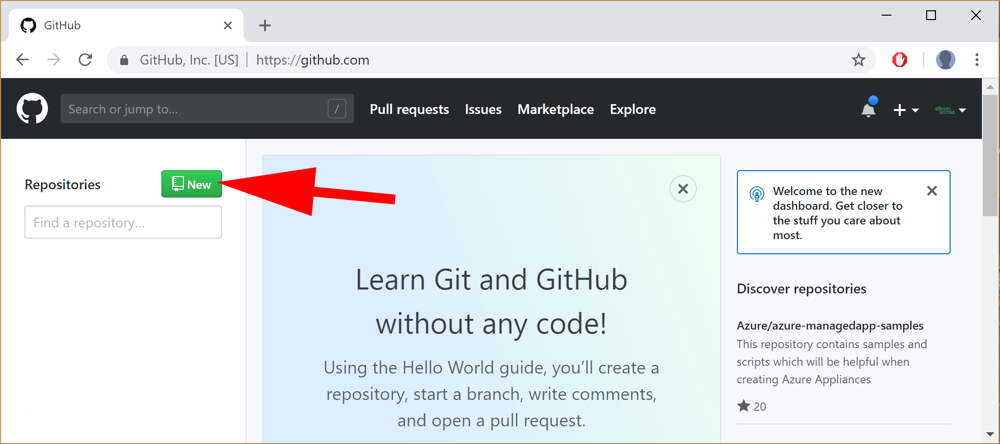 GitHub
GitHub, Inc. [US] | https://github.com
Search or jump to...
/
Pull requests
Issues
Marketplace
Explore
silicon
orchid
Repositories
New
Find a repository...
Learn Git and GitHub
without any code!
Using the Hello World guide, you’ll create a
repository, start a branch, write comments,
and open a pull request.
Welcome to the new
dashboard. Get closer to
the stuff you care about
most.
Discover repositories
Azure/azure-managedapp-samples
This repository contains samples and
scripts which will be helpful when
creating Azure Appliances
20